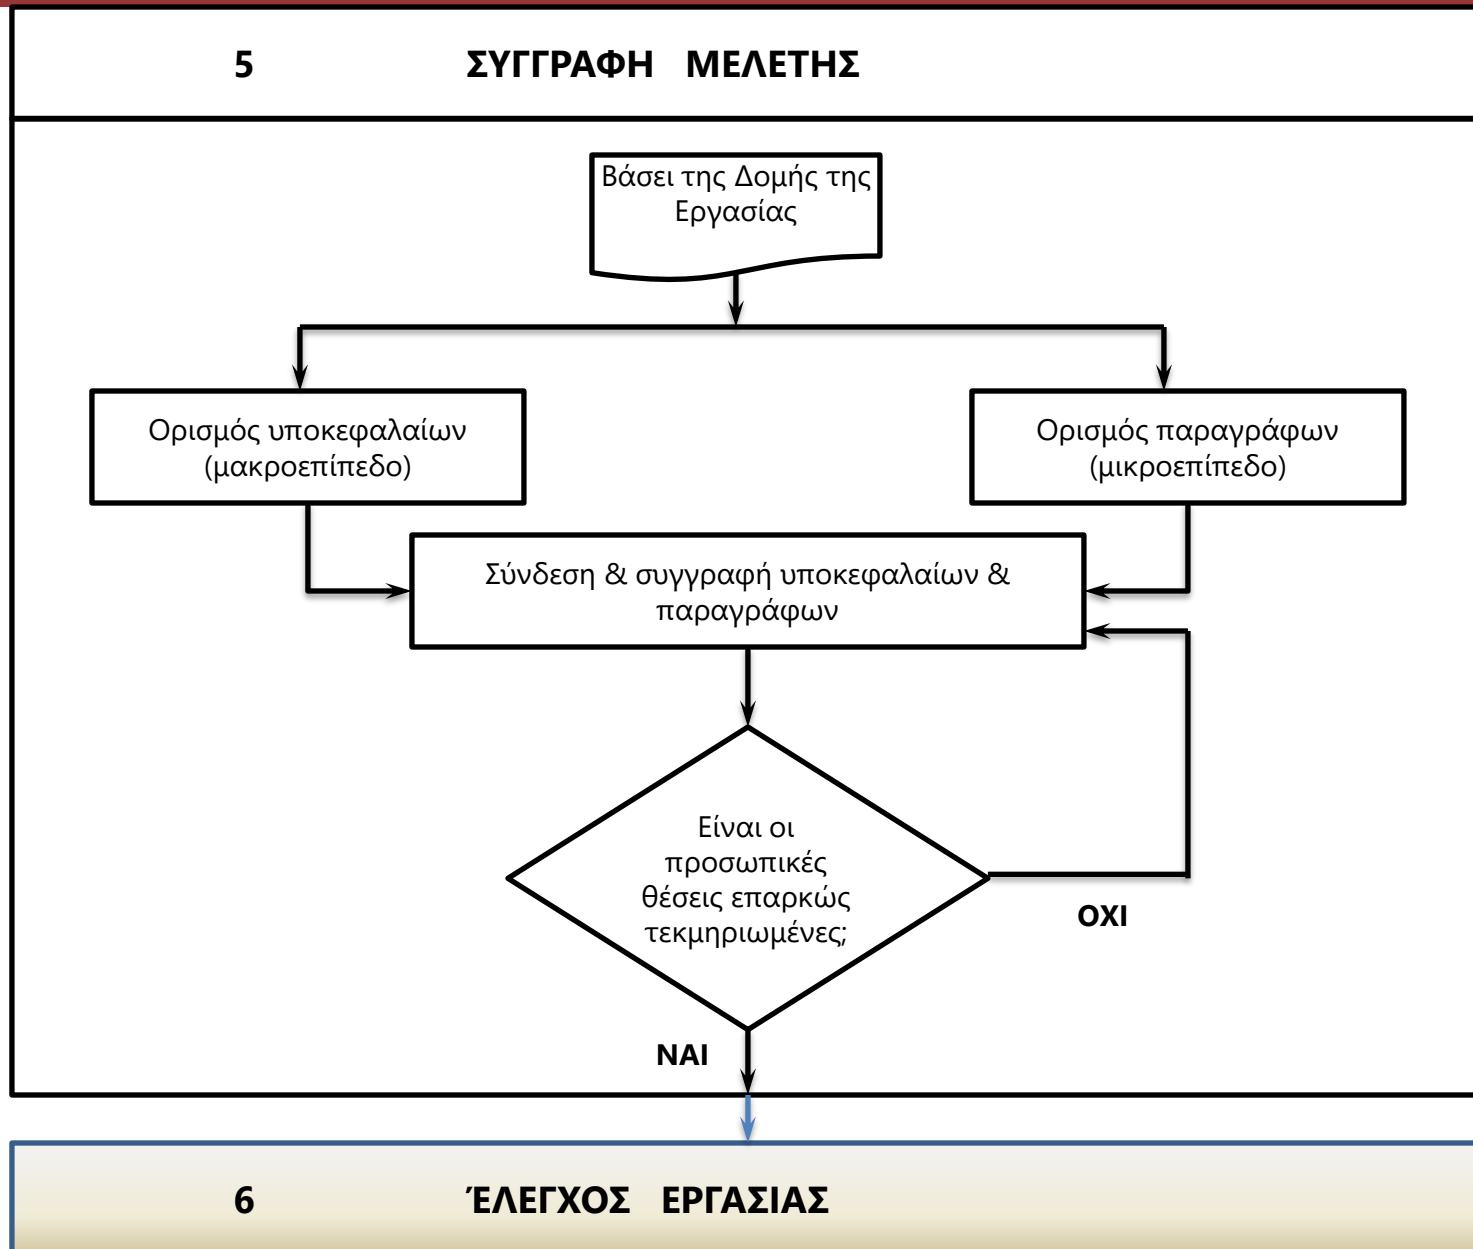 5 ΣΥΓΓΡΑΦΗ ΜΕΛΕΤΗΣ
Βάσει της Δομής της
Εργασίας
Ορισμός υποκεφαλαίων
(μακροεπίπεδο)
Ορισμός παραγράφων
(μικροεπίπεδο)
Σύνδεση & συγγραφή υποκεφαλαίων &
παραγράφων
Είναι οι
προσωπικές
θέσεις επαρκώς
τεκμηριωμένες;
ΟΧΙ
ΝΑΙ
6 ΈΛΕΓΧΟΣ ΕΡΓΑΣΙΑΣ